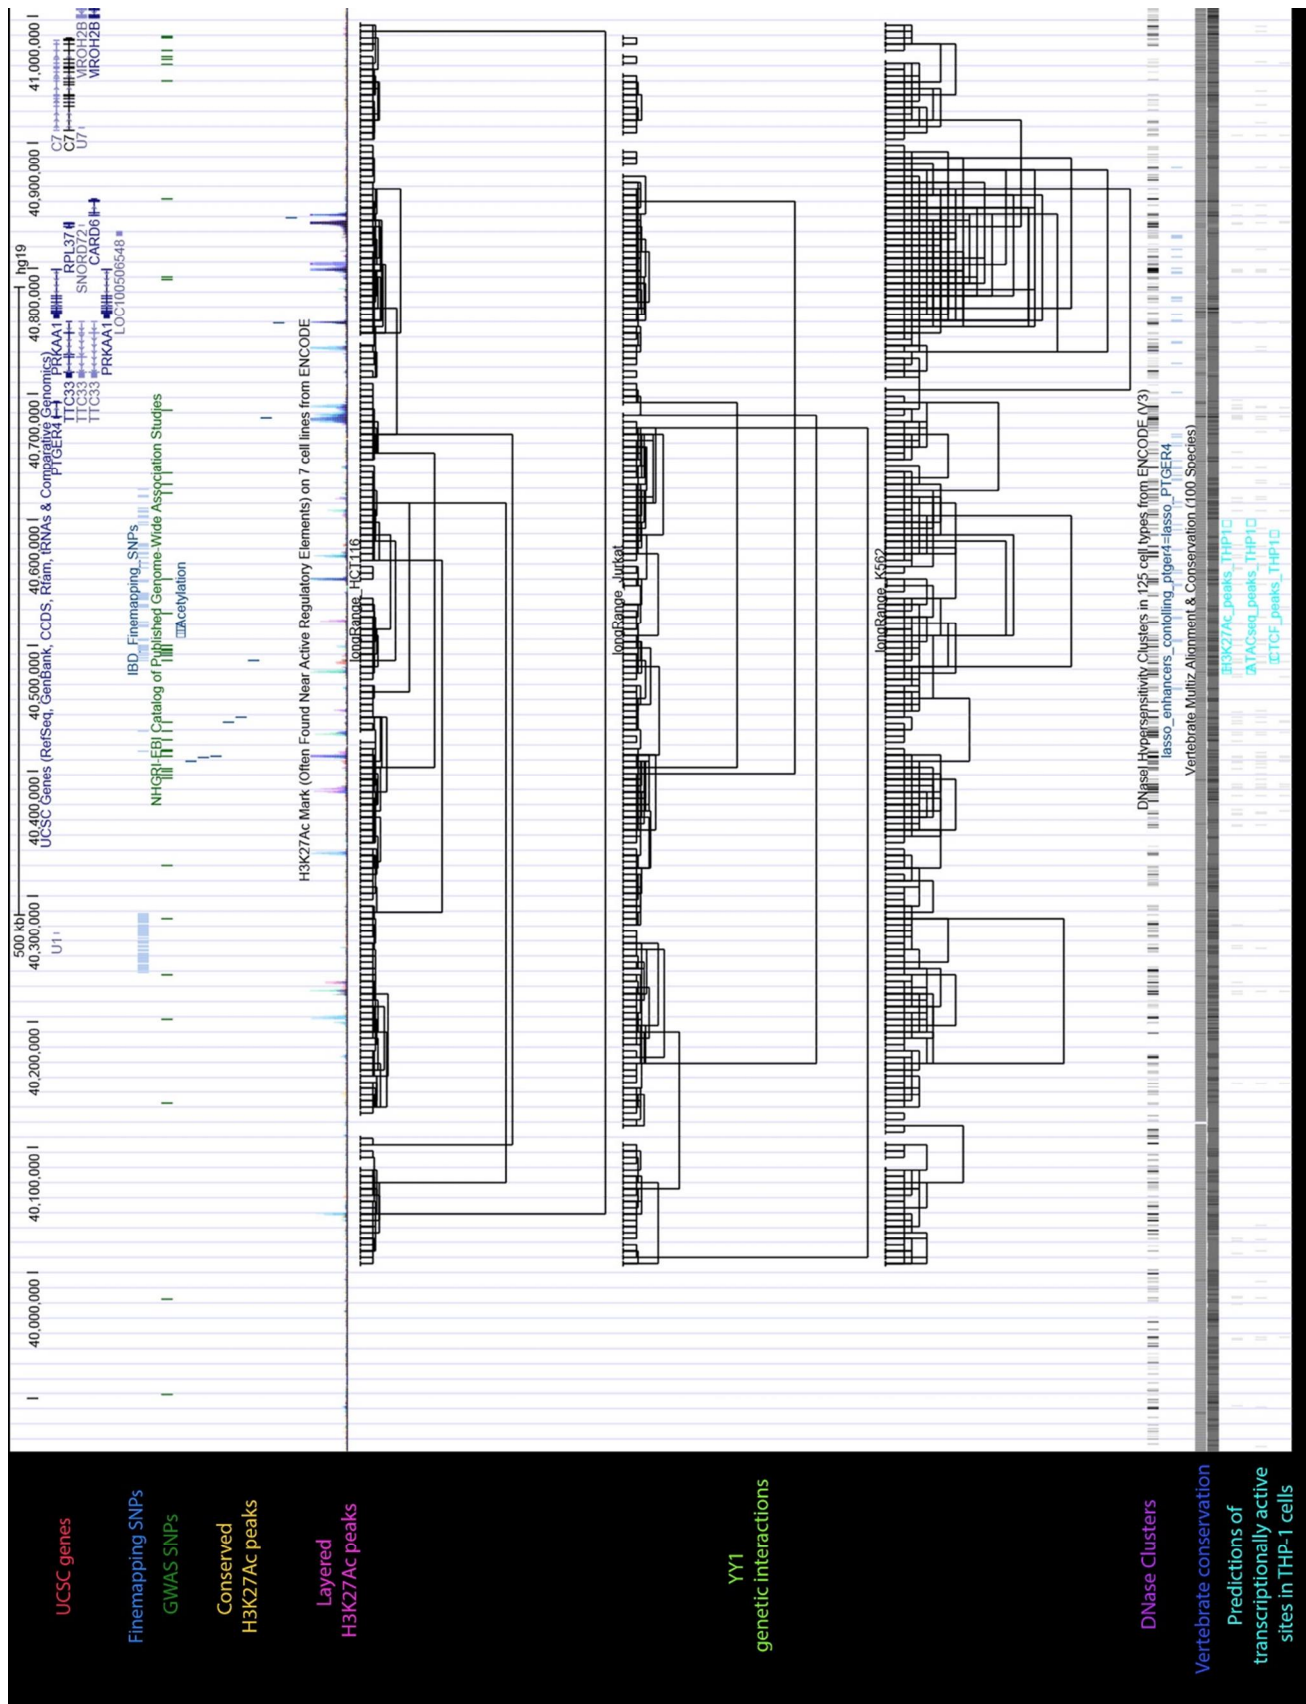 500 kb
hg19
40,000,000
40,100,000
40,200,000
40,300,000
40,400,000
40,500,000
40,600,000
40,700,000
40,800,000
40,900,000
41,000,000
UCSC genes
UCSC Genes (RefSeq, GenBank, CCDS, Rfam, tRNAs & Comparative Genomics)
U1
PTGER4
PRKAA1
C7
TTC33
RPL37
C7
TTC33
SNORD72
U7
MROH2B
TTC33
CARD6
MROH2B
PRKAA1
LOC100506548
Finemapping SNPs
IBD_Finemapping_SNPs
GWAS SNPs
NHGRI-EBI Catalog of Published Genome-Wide Association Studies
Acetylation
Conserved
H3K27Ac peaks
Layered
H3K27Ac peaks
H3K27Ac Mark (Often Found Near Active Regulatory Elements) on 7 cell lines from ENCODE
longRange_HCT116
YY1
genetic interactions
longRange_Jurkat
longRange_K562
DNase Clusters
DNaseI Hypersensitivity Clusters in 125 cell types from ENCODE (V3)
lasso_enhancers_contolling_ptger4=lasso_PTGER4
Vertebrate conservation
Vertebrate Multiz Alignment & Conservation (100 Species)
Predictions of
transcriptionally active
sites in THP-1 cells
H3K27Ac_peaks_THP1
ATACseq_peaks_THP1
CTCF_peaks_THP1